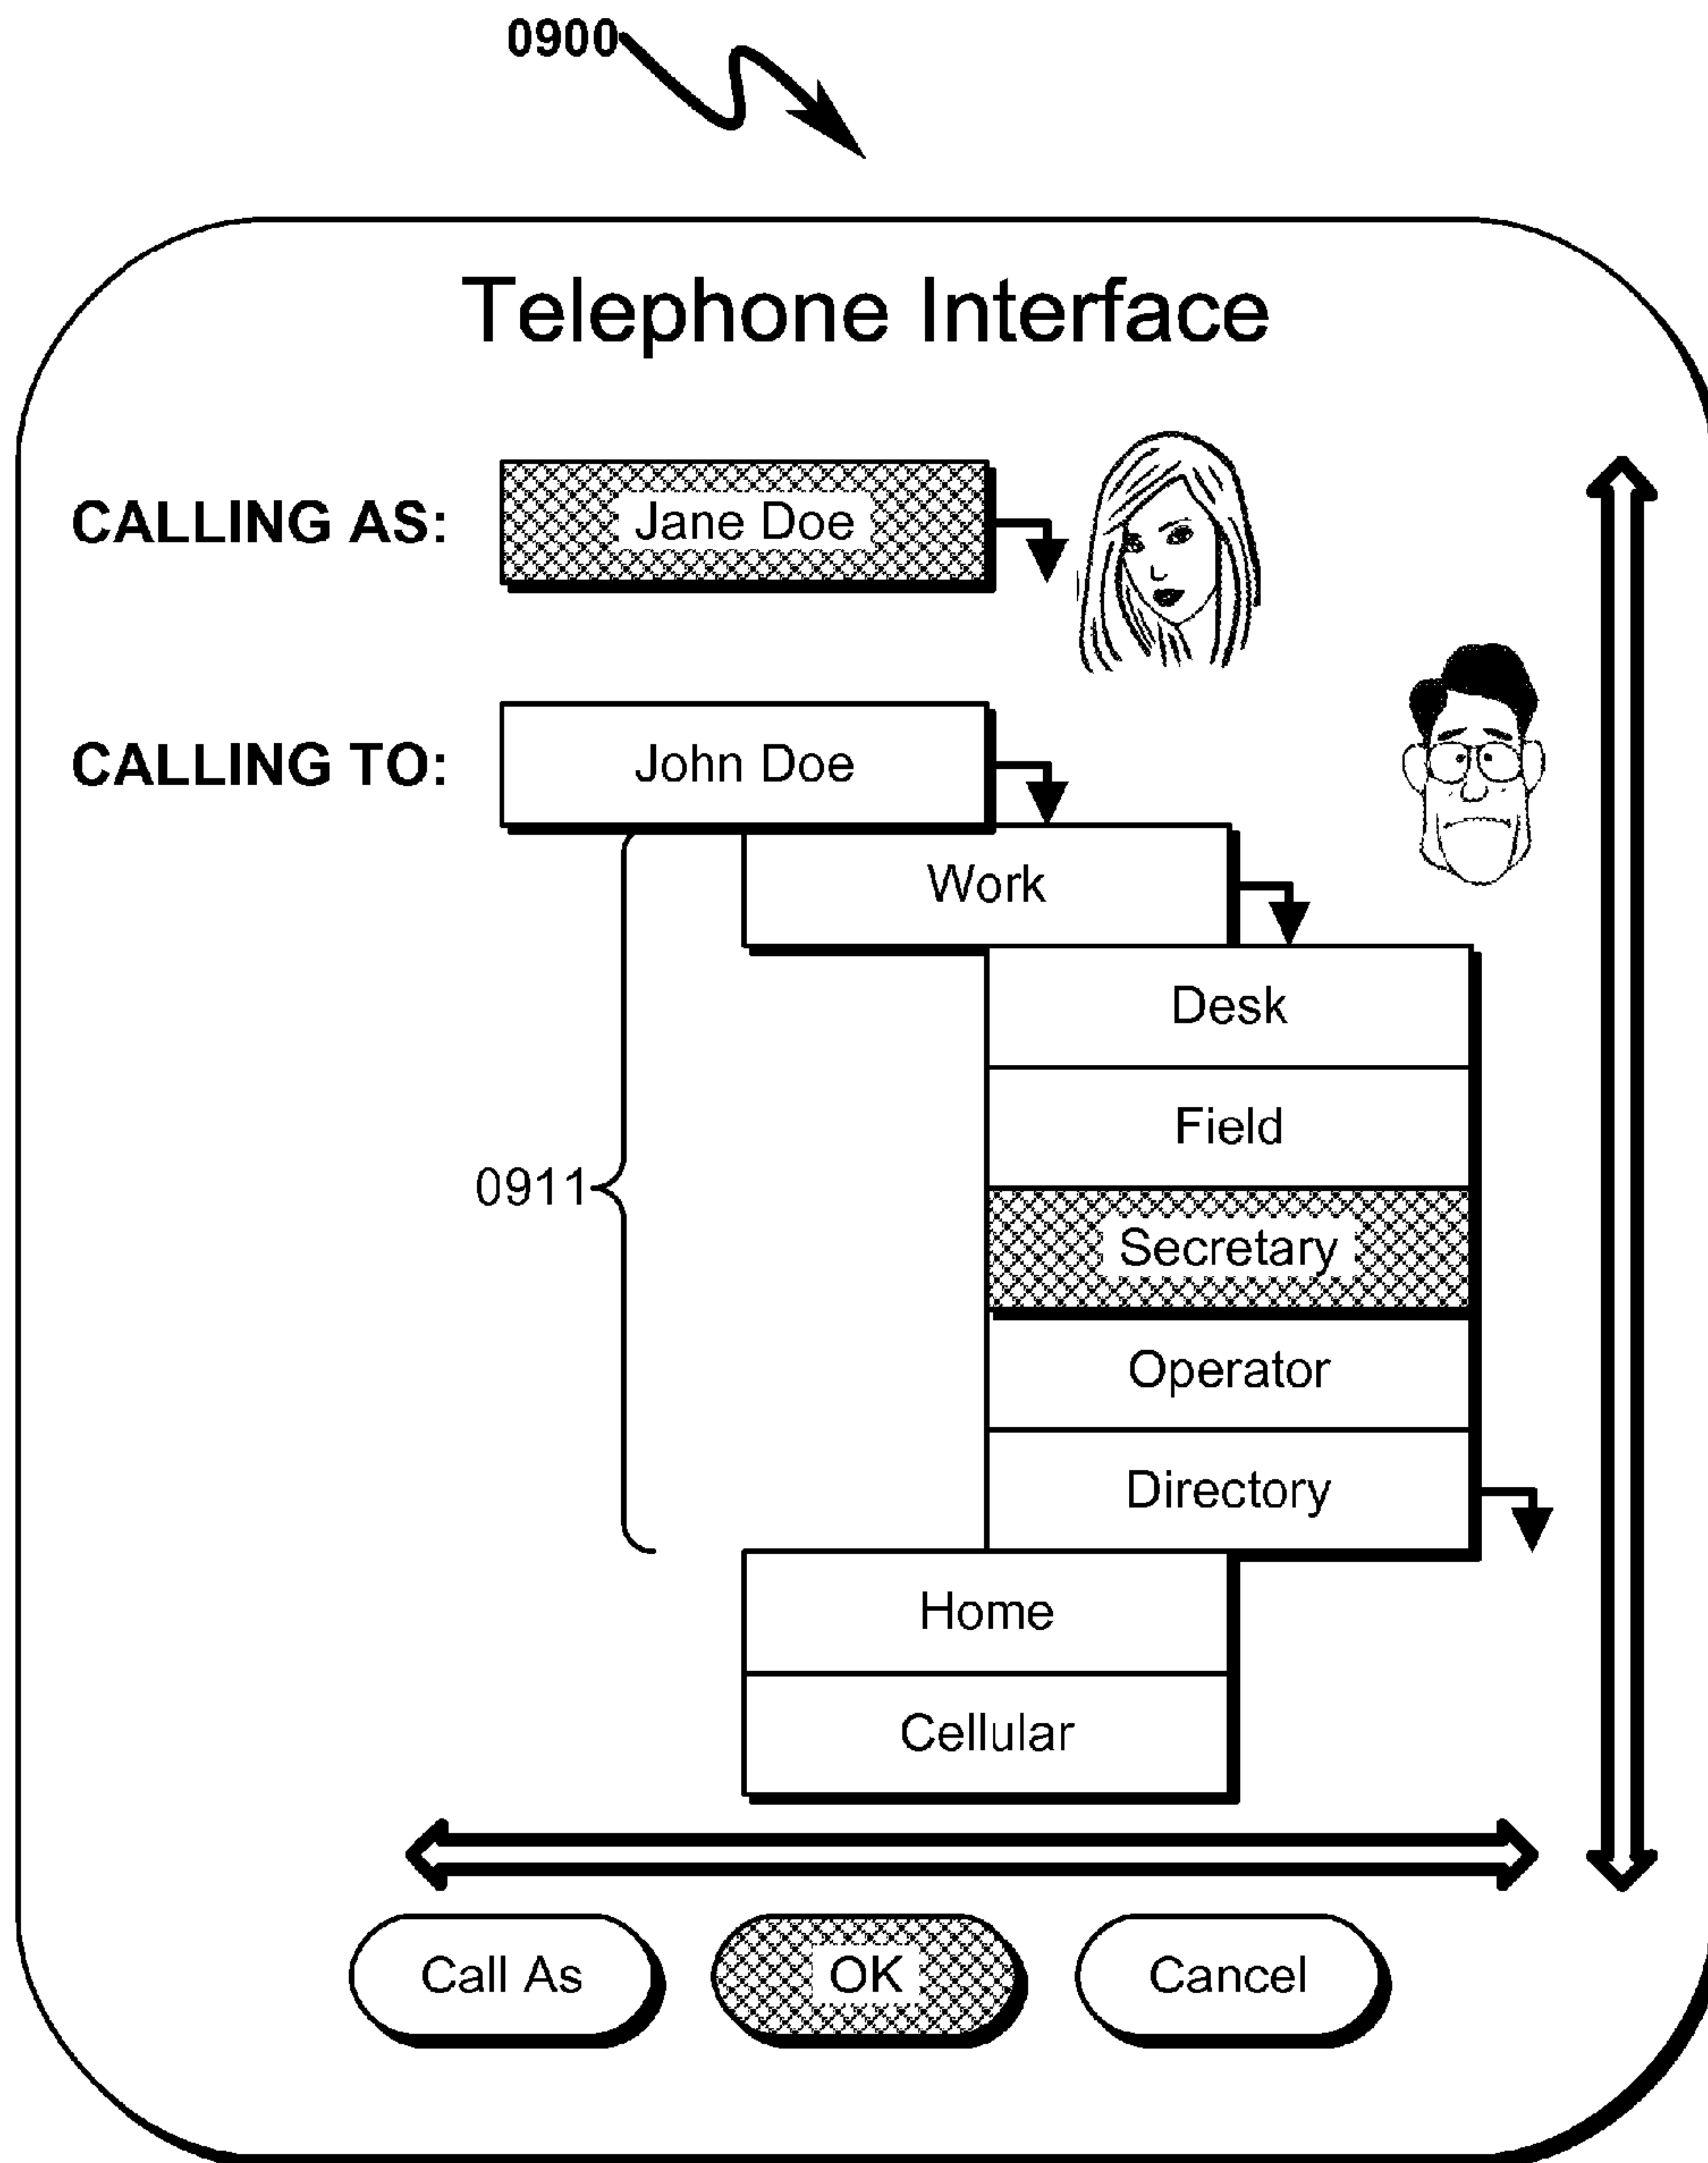 0900
Telephone Interface
CALLING AS:
Jane Doe
CALLING TO:
John Doe
Work
Desk
Field
0911
Secretary
Operator
Directory
Home
Cellular
Call As
OK
Cancel